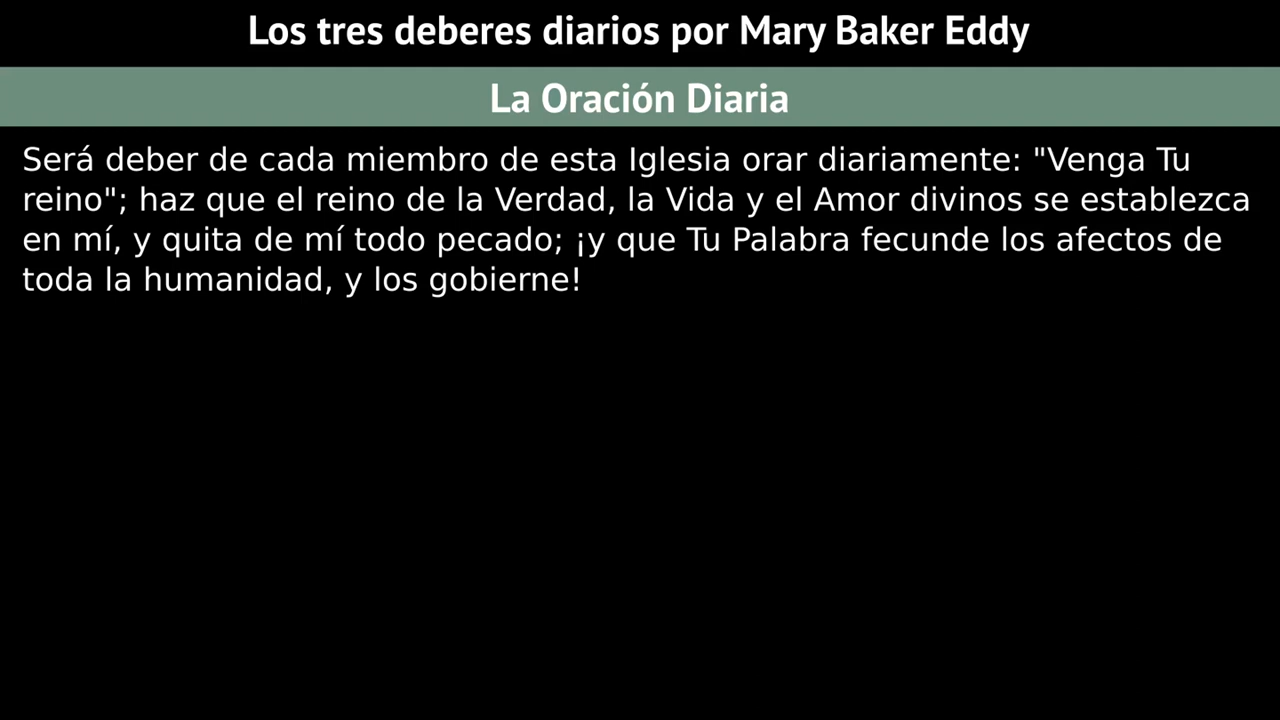 Los tres deberes diarios por Mary Baker Eddy
La Oración Diaria
Será deber de cada miembro de esta Iglesia orar diariamente: "Venga Tu
reino"; haz que el reino de la Verdad, la Vida y el Amor divinos se establezca
en mí, y quita de mí todo pecado; ¡y que Tu Palabra fecunde los afectos de
toda la humanidad, y los gobierne!